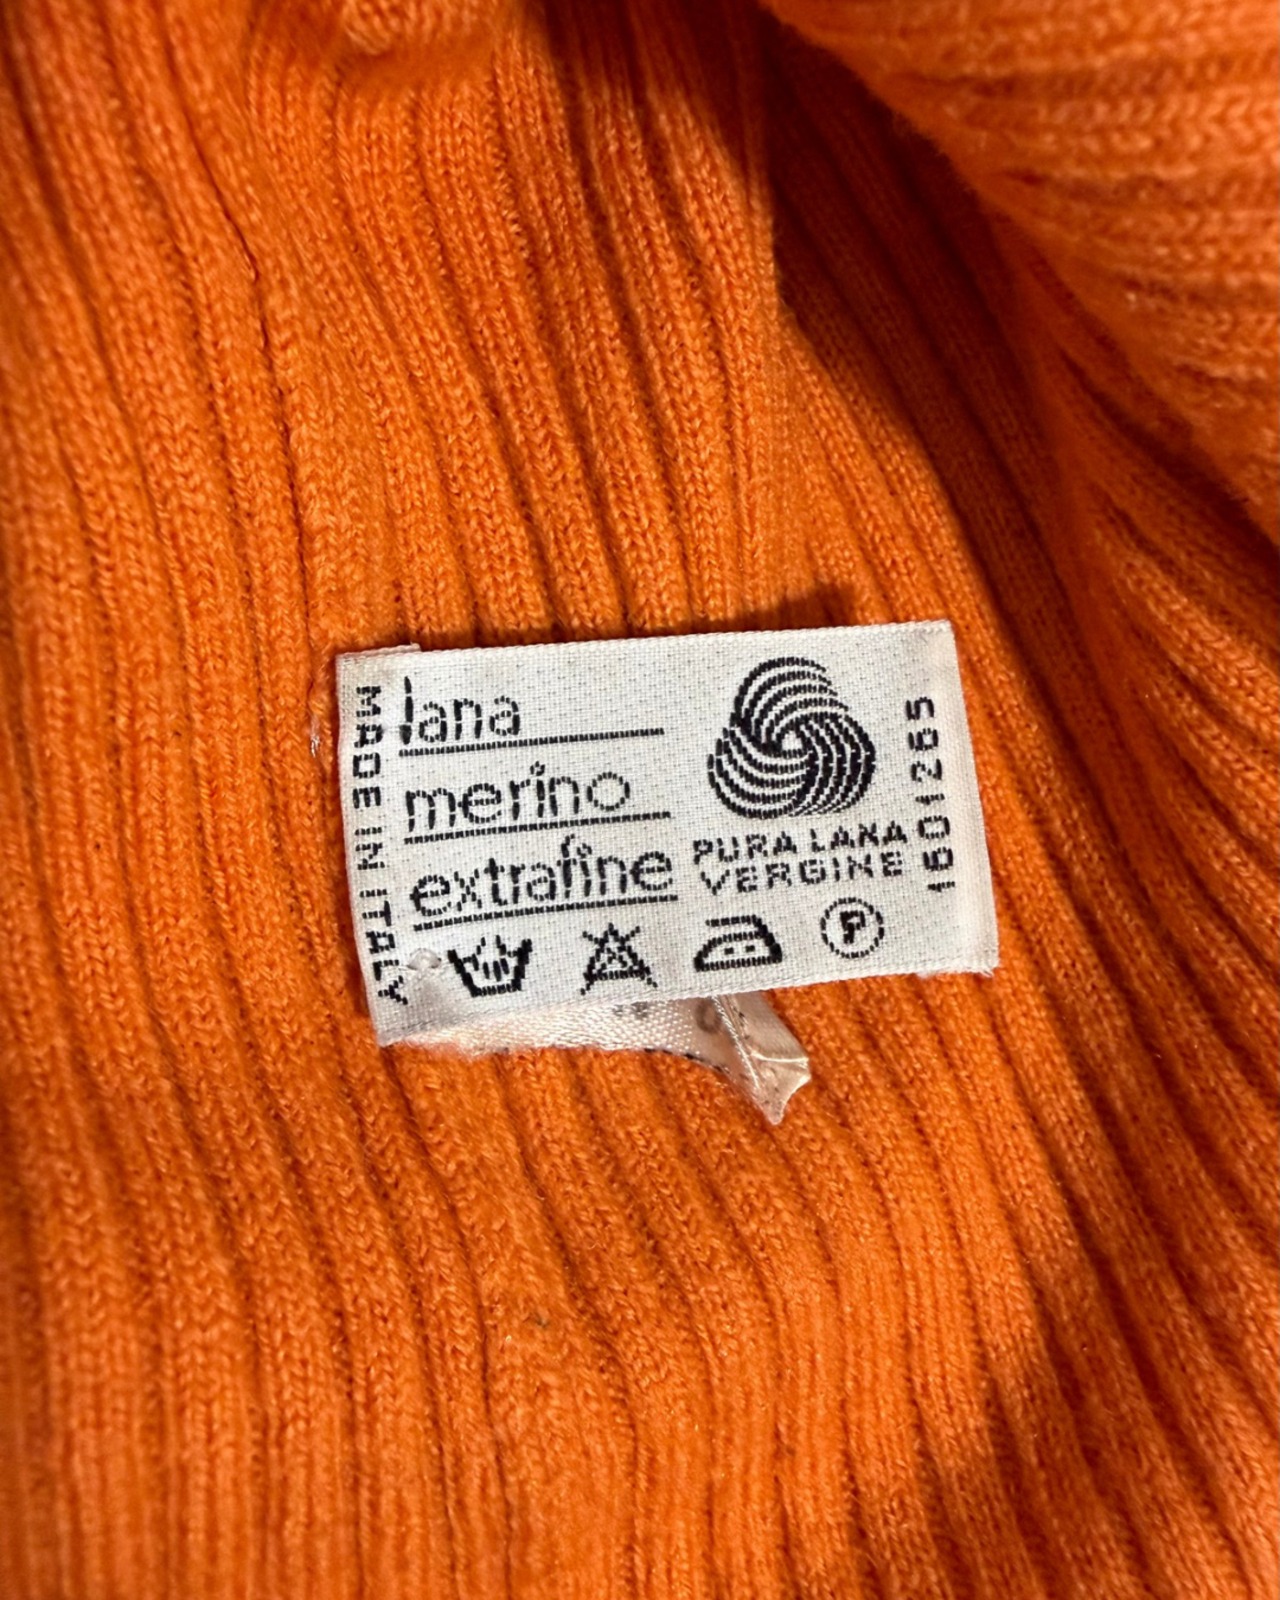 MADE IN ITALY
lana
merino
extrafine
PURA LANA
VERGINE
1601265
P